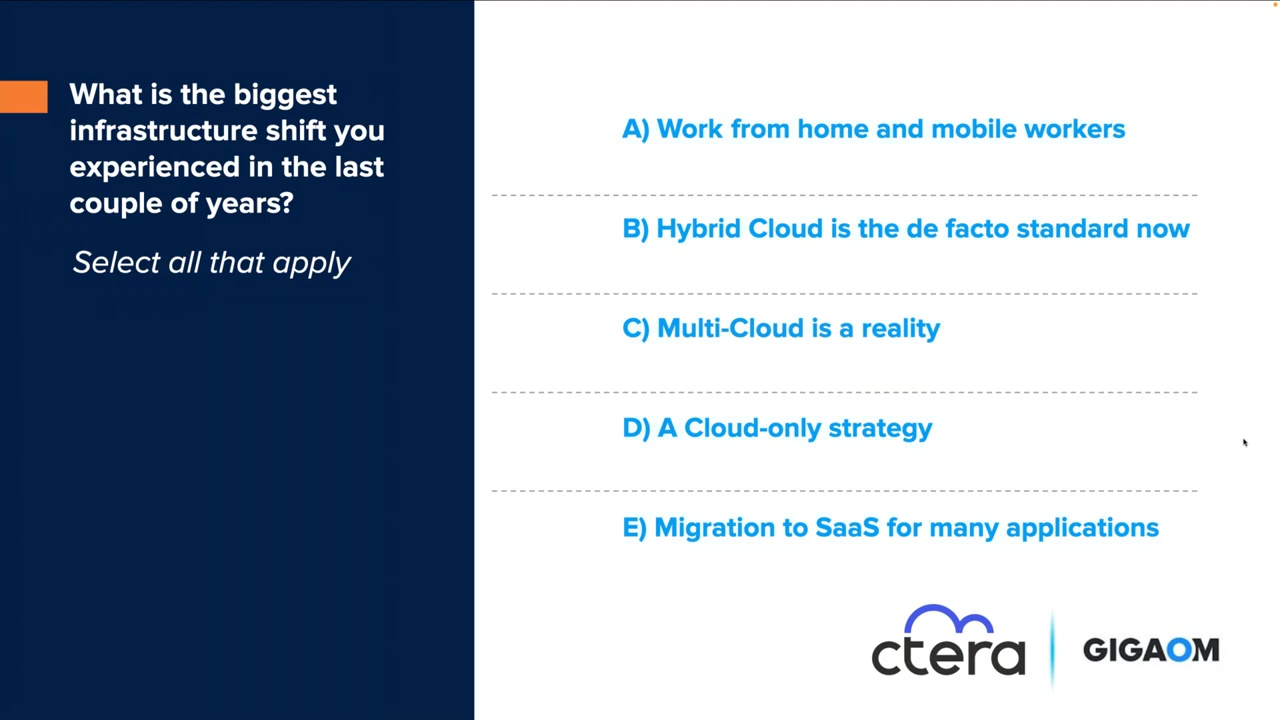 What is the biggest
infrastructure shift you
experienced in the last
couple of years?
Select all that apply
A) Work from home and mobile workers
B) Hybrid Cloud is the de facto standard now
C) Multi-Cloud is a reality
D) A Cloud-only strategy
E) Migration to SaaS for many applications
ctera
GIGAOM